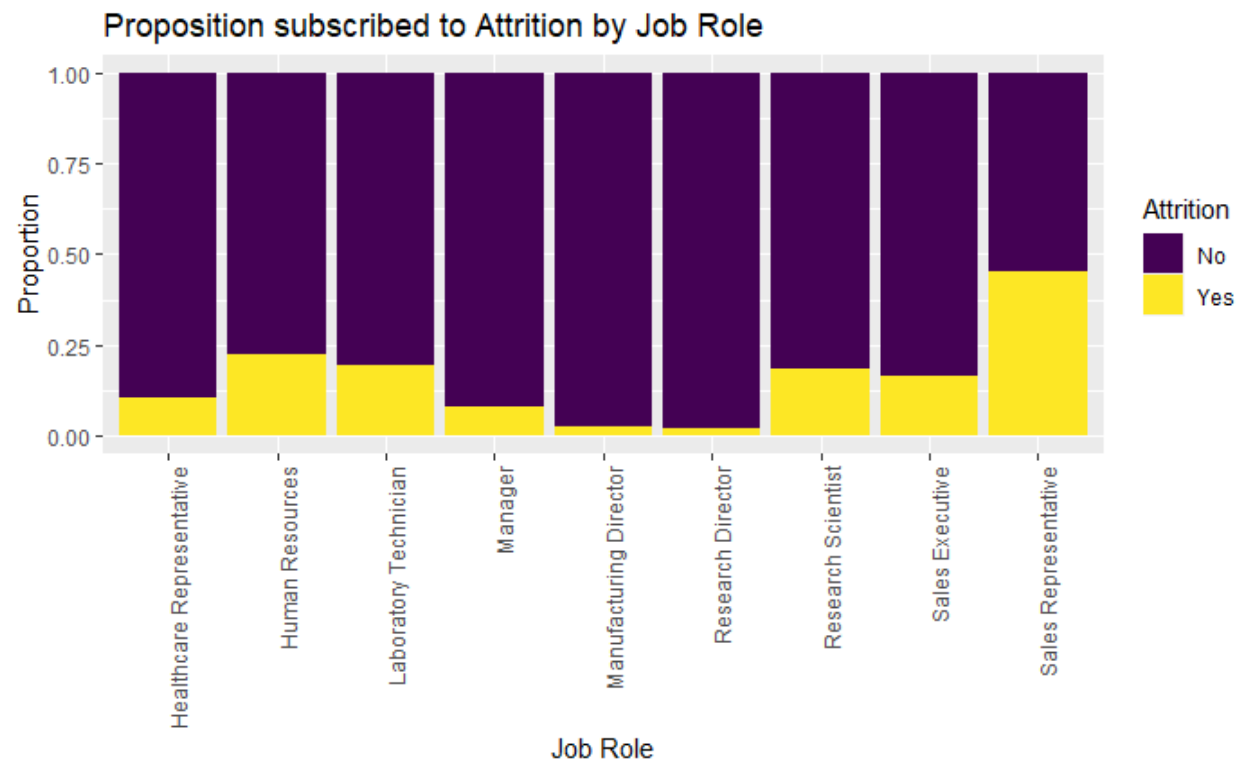 Proposition subscribed to Attrition by Job Role
1.00
0.75
0.50
0.25
0.00
Proportion
Healthcare Representative
Human Resources
Laboratory Technician
Manager
Manufacturing Director
Research Director
Research Scientist
Sales Executive
Sales Representative
Job Role
Attrition
No
Yes